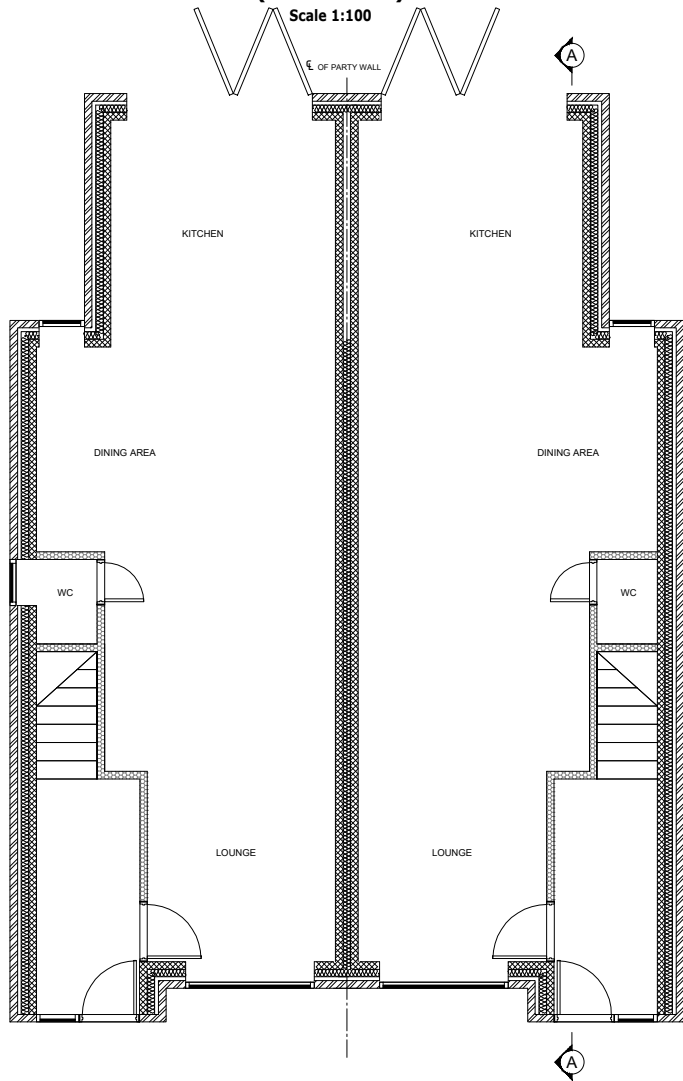 Scale 1:100
℄ OF PARTY WALL
A
KITCHEN
KITCHEN
DINING AREA
DINING AREA
WC
WC
LOUNGE
LOUNGE
A